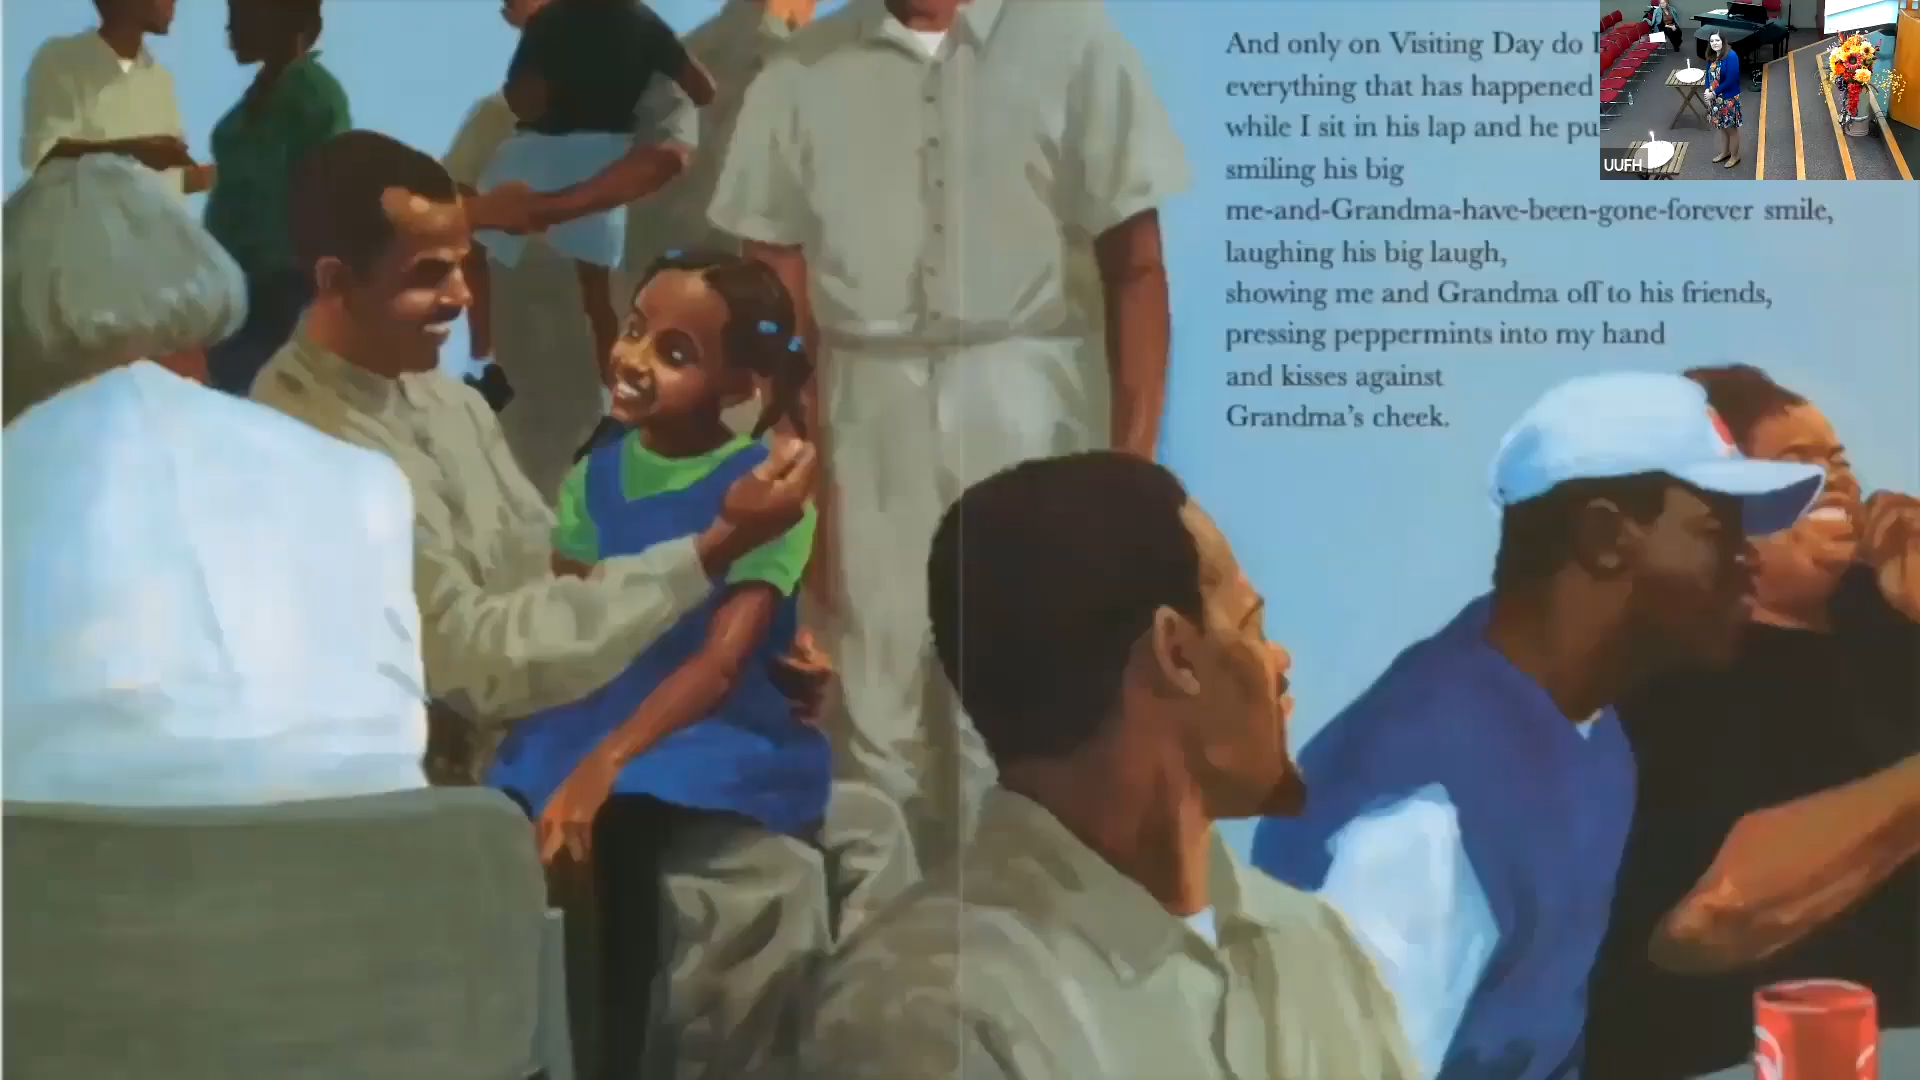 And only on Visiting Day do
everything that has happened
while I sit in his lap and he
smiling his big
me-and-Grandma-have-been-gone-forever smile,
laughing his big laugh,
showing me and Grandma off to his friends,
pressing peppermints into my hand
and kisses against
Grandma's cheek.
UUFH